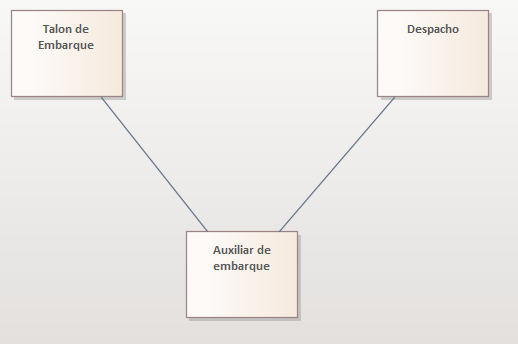 Talon de
Embarque
Despacho
Auxiliar de
embarque